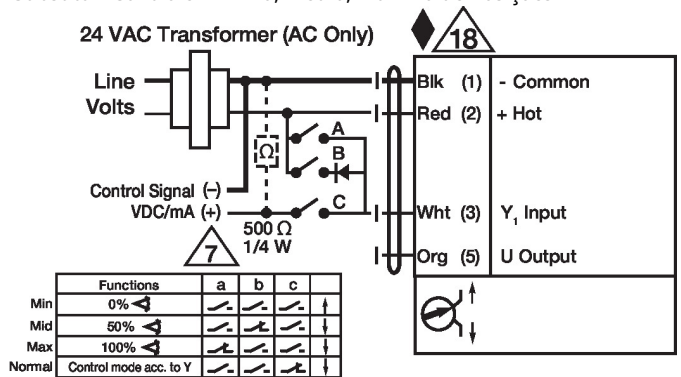 24 VAC Transformer (AC Only)
18
Line
Volts
Blk (1) - Common
Red (2) + Hot
A
Ω
B
Control Signal (–)
VDC/mA (+)
C
Wht (3) Y1 Input
500 Ω
1/4 W
7
Org (5) U Output
Functions a b c
Min 0%
Mid 50%
Max 100%
Normal Control mode acc. to Y